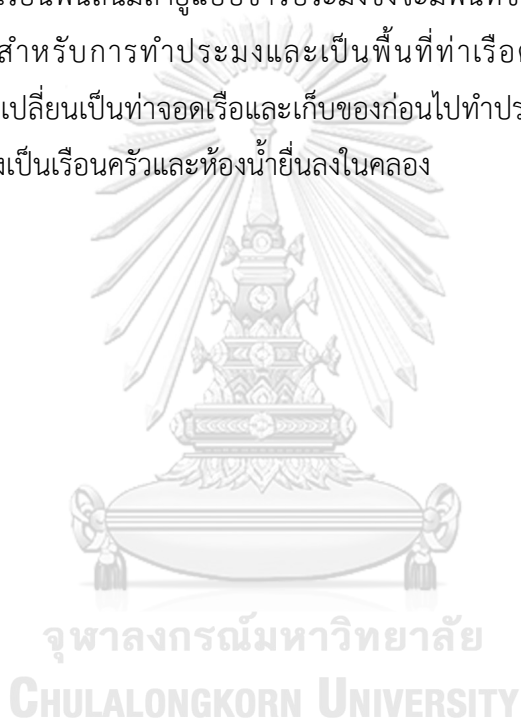 สำหรับการทำประมงและเป็นพื้นที่ท่าเรือ
เปลี่ยนเป็นท่าจอดเรือและเก็บของก่อนไปทำประ
งเป็นเรือนครัวและห้องน้ำยื่นลงในคลอง
จุฬาลงกรณ์มหาวิทยาลัย
CHULALONGKORN UNIVERSITY